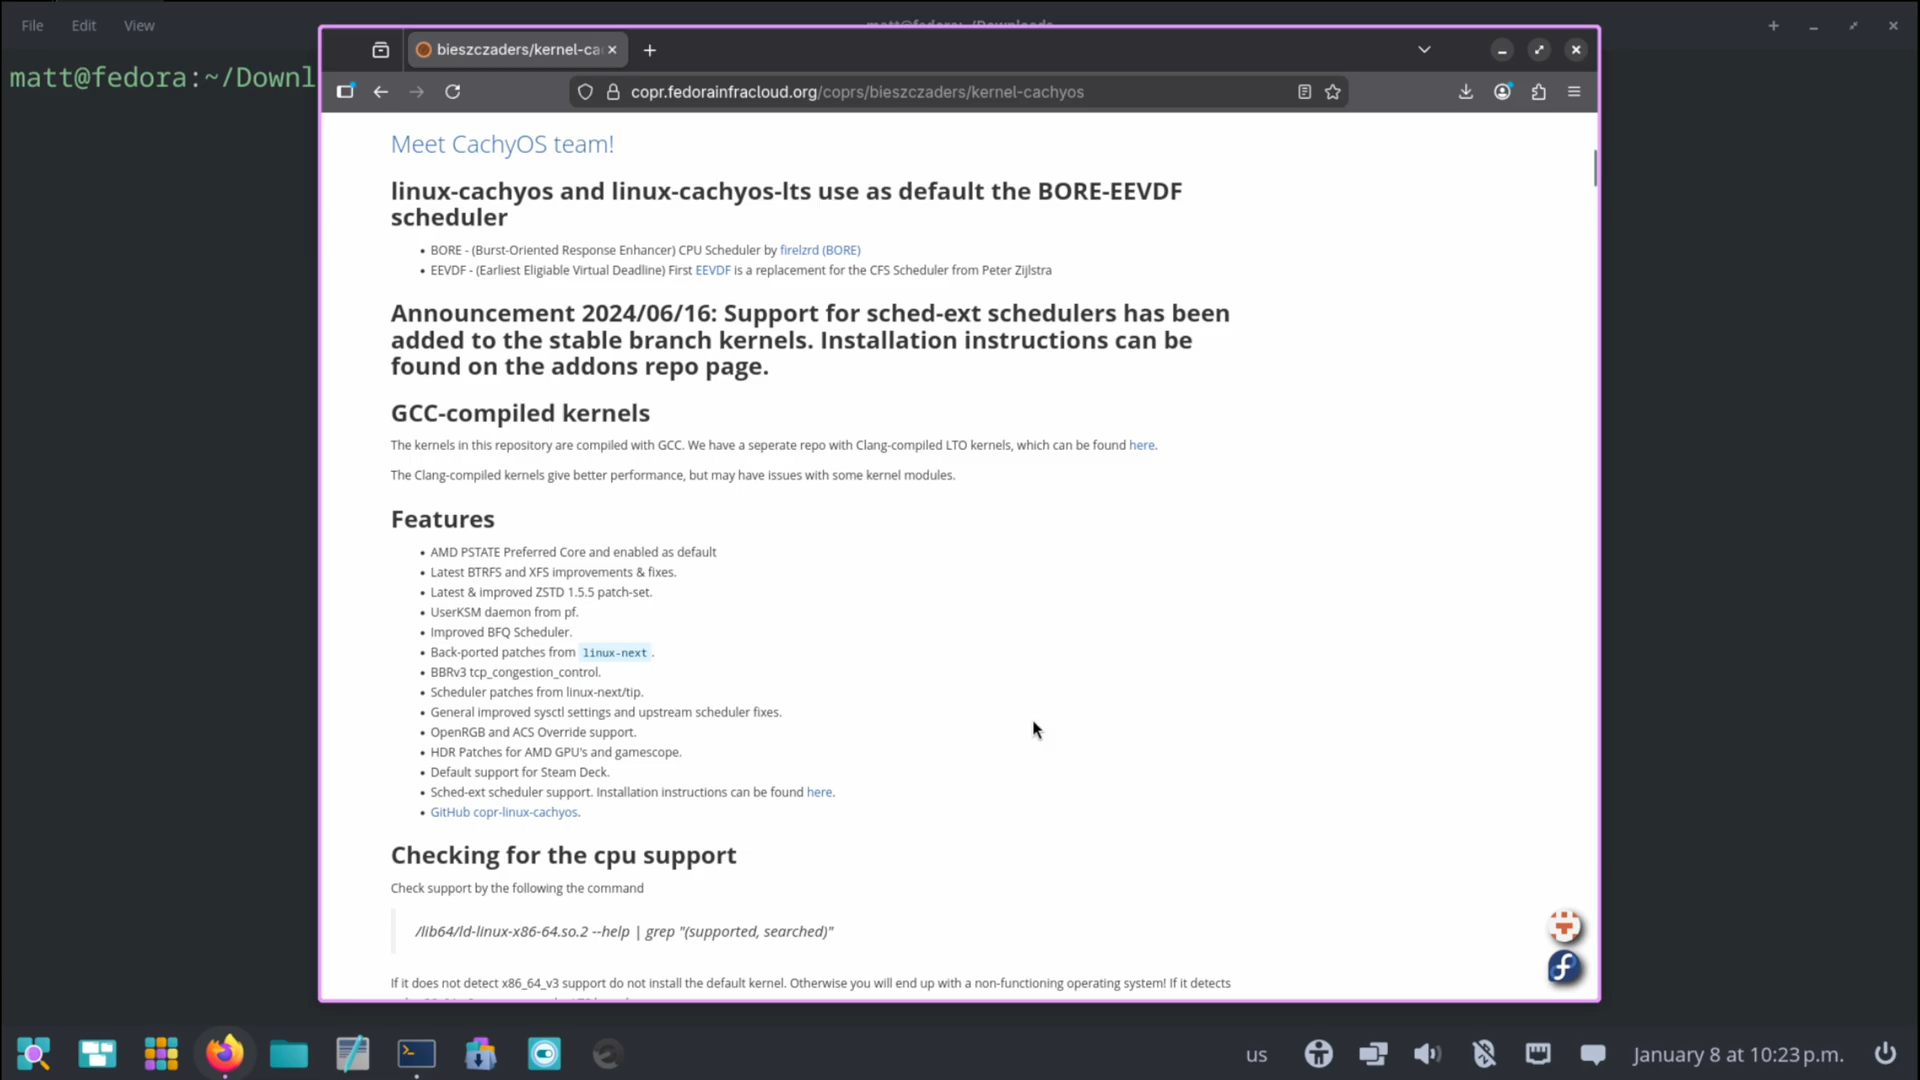 File Edit View
matt@fedora: ~/Downloads
matt@fedora:~/Downl
bieszczaders/kernel-ca
copr.fedorainfracloud.org/coprs/bieszczaders/kernel-cachyos
Meet CachyOS team!
linux-cachyos and linux-cachyos-lts use as default the BORE-EEVDF
scheduler
• BORE - (Burst-Oriented Response Enhancer) CPU Scheduler by firelzrd (BORE)
• EEVDF - (Earliest Eligiable Virtual Deadline) First EEVDF is a replacement for the CFS Scheduler from Peter Zijlstra
Announcement 2024/06/16: Support for sched-ext schedulers has been
added to the stable branch kernels. Installation instructions can be
found on the addons repo page.
GCC-compiled kernels
The kernels in this repository are compiled with GCC. We have a seperate repo with Clang-compiled LTO kernels, which can be found here.
The Clang-compiled kernels give better performance, but may have issues with some kernel modules.
Features
• AMD PSTATE Preferred Core and enabled as default
• Latest BTRFS and XFS improvements & fixes.
• Latest & improved ZSTD 1.5.5 patch-set.
• UserKSM daemon from pf.
• Improved BFQ Scheduler.
• Back-ported patches from linux-next.
• BBRv3 tcp_congestion_control.
• Scheduler patches from linux-next/tip.
• General improved sysctl settings and upstream scheduler fixes.
• OpenRGB and ACS Override support.
• HDR Patches for AMD GPU's and gamescope.
• Default support for Steam Deck.
• Sched-ext scheduler support. Installation instructions can be found here.
• GitHub copr-linux-cachyos.
Checking for the cpu support
Check support by the following the command
/lib64/ld-linux-x86-64.so.2 --help | grep "(supported, searched)"
If it does not detect x86_64_v3 support do not install the default kernel. Otherwise you will end up with a non-functioning operating system! If it detects
us
January 8 at 10:23 p.m.